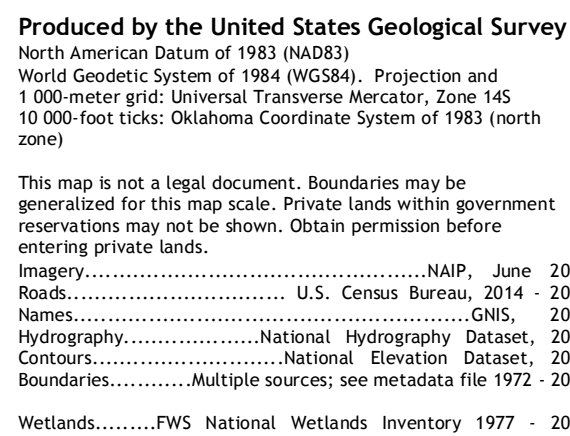 Produced by the United States Geological Survey
North American Datum of 1983 (NAD83)
World Geodetic System of 1984 (WGS84).  Projection and
1 000-meter grid: Universal Transverse Mercator, Zone 14S
10 000-foot ticks: Oklahoma Coordinate System of 1983 (north
zone)
This map is not a legal document. Boundaries may be
generalized for this map scale. Private lands within government
reservations may not be shown. Obtain permission before
entering private lands.
Imagery..................................................NAIP, June 20
Roads................................ U.S. Census Bureau, 2014 - 20
Names..........................................................GNIS, 20
Hydrography....................National Hydrography Dataset, 20
Contours............................National Elevation Dataset, 20
Boundaries............Multiple sources; see metadata file 1972 - 20
Wetlands.........FWS National Wetlands Inventory 1977 - 20